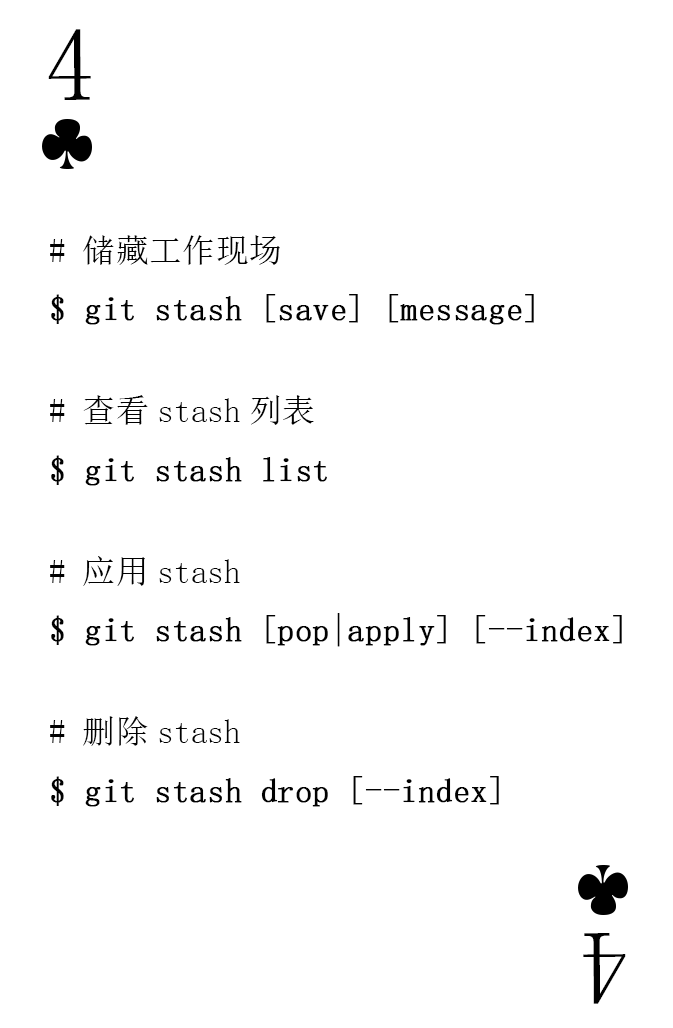 4
# 储藏工作现场
$ git stash [save] [message]
# 查看 stash 列表
$ git stash list
# 应用 stash
$ git stash [pop|apply] [--index]
# 删除 stash
$ git stash drop [--index]
4